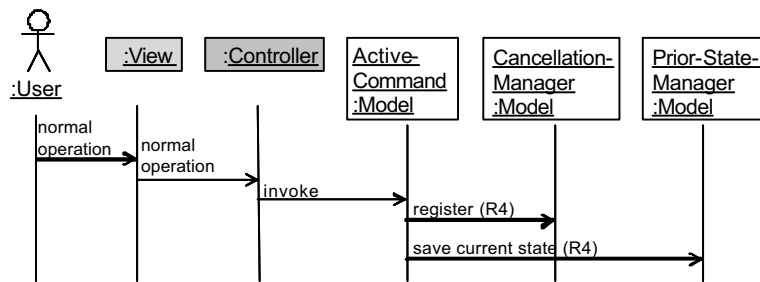 :User
:View
:Controller
Active-
Command
:Model
Cancellation-
Manager
:Model
Prior-State-
Manager
:Model
normal
operation
normal
operation
invoke
register (R4)
save current state (R4)